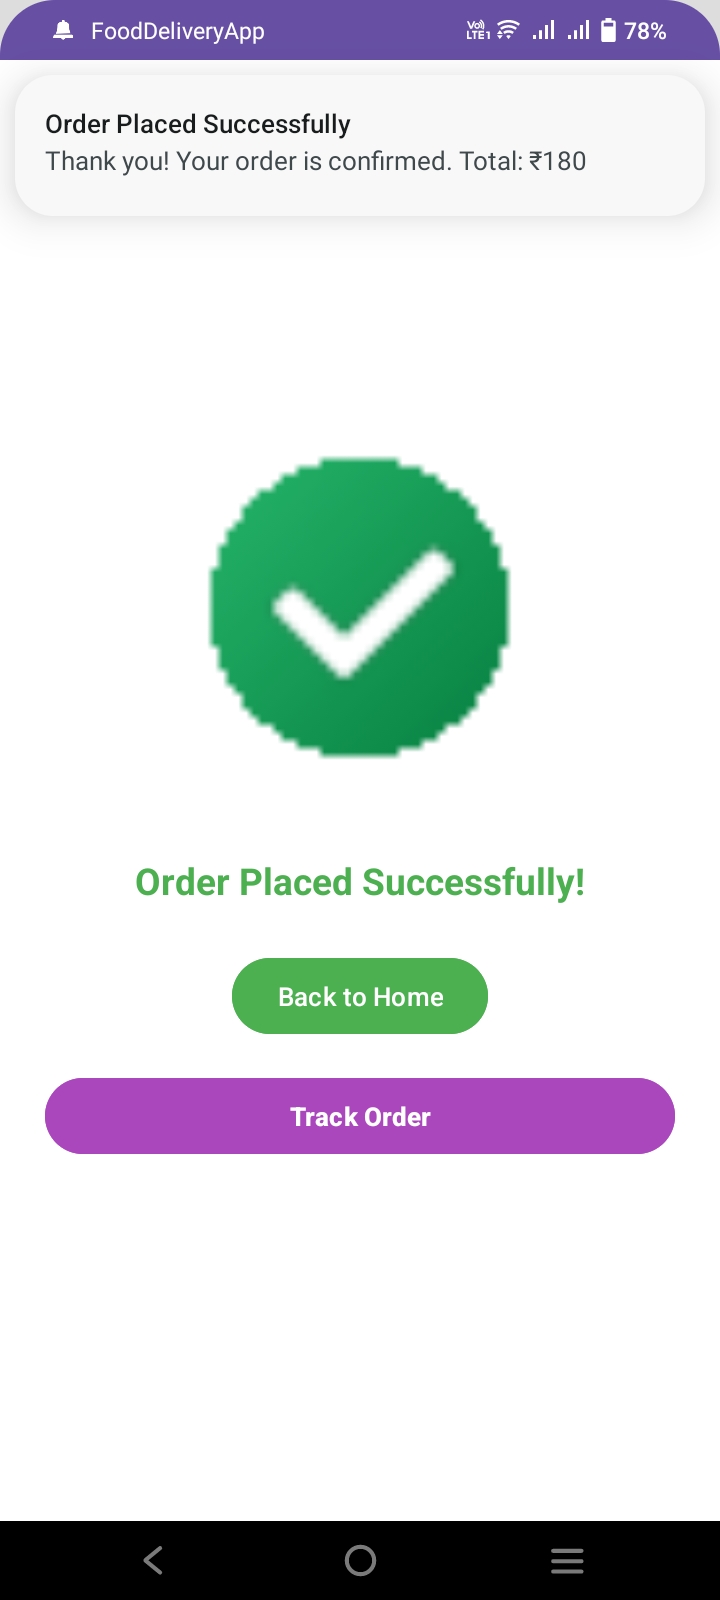 FoodDeliveryApp
Vo) LTE1 78%
Order Placed Successfully
Thank you! Your order is confirmed. Total: ₹180
Order Placed Successfully!
Back to Home
Track Order